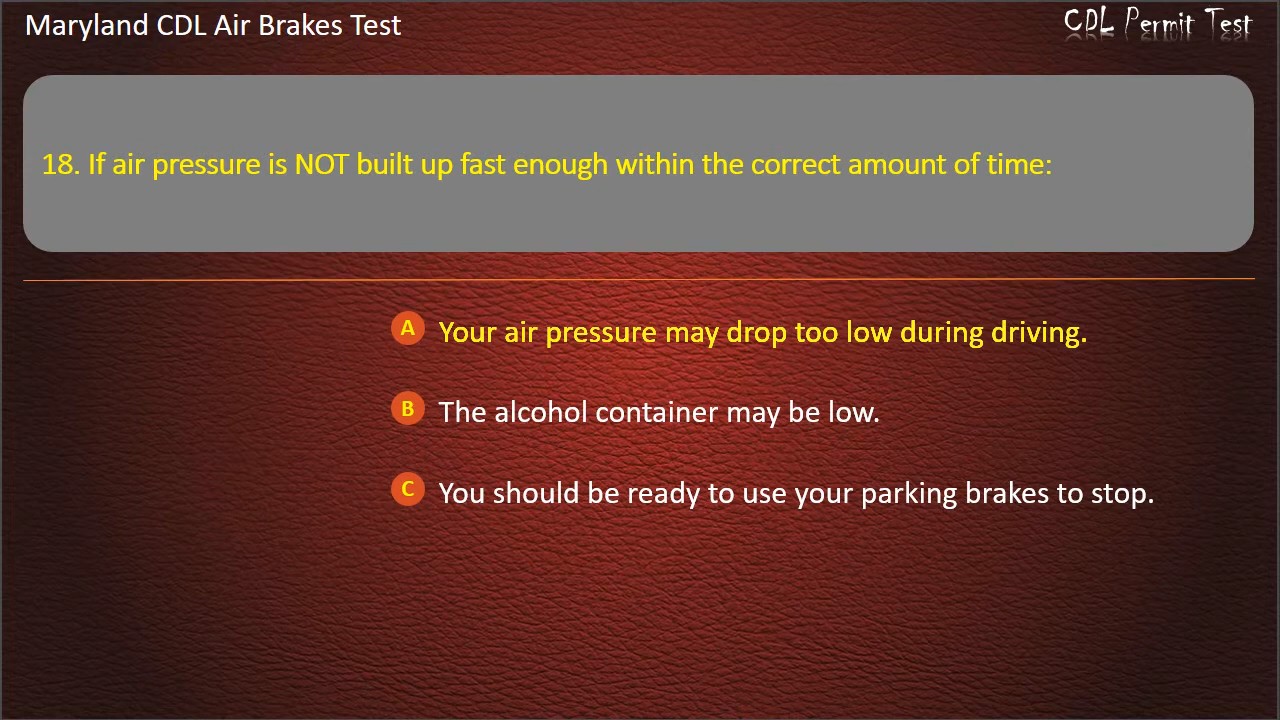 Maryland CDL Air Brakes Test
CDL Permit Test
18. If air pressure is NOT built up fast enough within the correct amount of time:
A Your air pressure may drop too low during driving.
B The alcohol container may be low.
C You should be ready to use your parking brakes to stop.